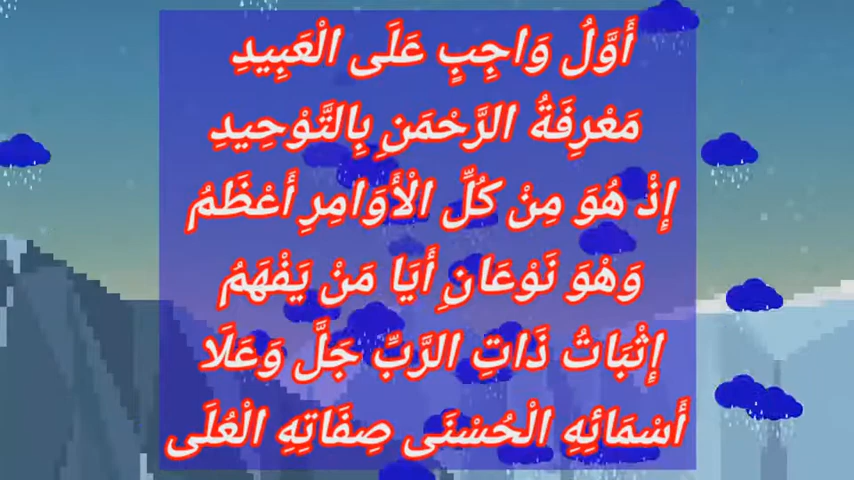 أَوَّلُ وَاجِبٍ عَلَى الْعَبِيدِ
مَعْرِفَةُ الرَّحْمَنِ بِالتَّوْحِيدِ
إِذْ هُوَ مِنْ كُلِّ الْأَوَامِرِ أَعْظَمُ
وَهْوَ نَوْعَانِ أَيَا مَنْ يَفْهَمُ
إِثْبَاتُ ذَاتِ الرَّبِّ جَلَّ وَعَلَا
أَسْمَائِهِ الْحُسْنَى صِفَاتِهِ الْعُلَى